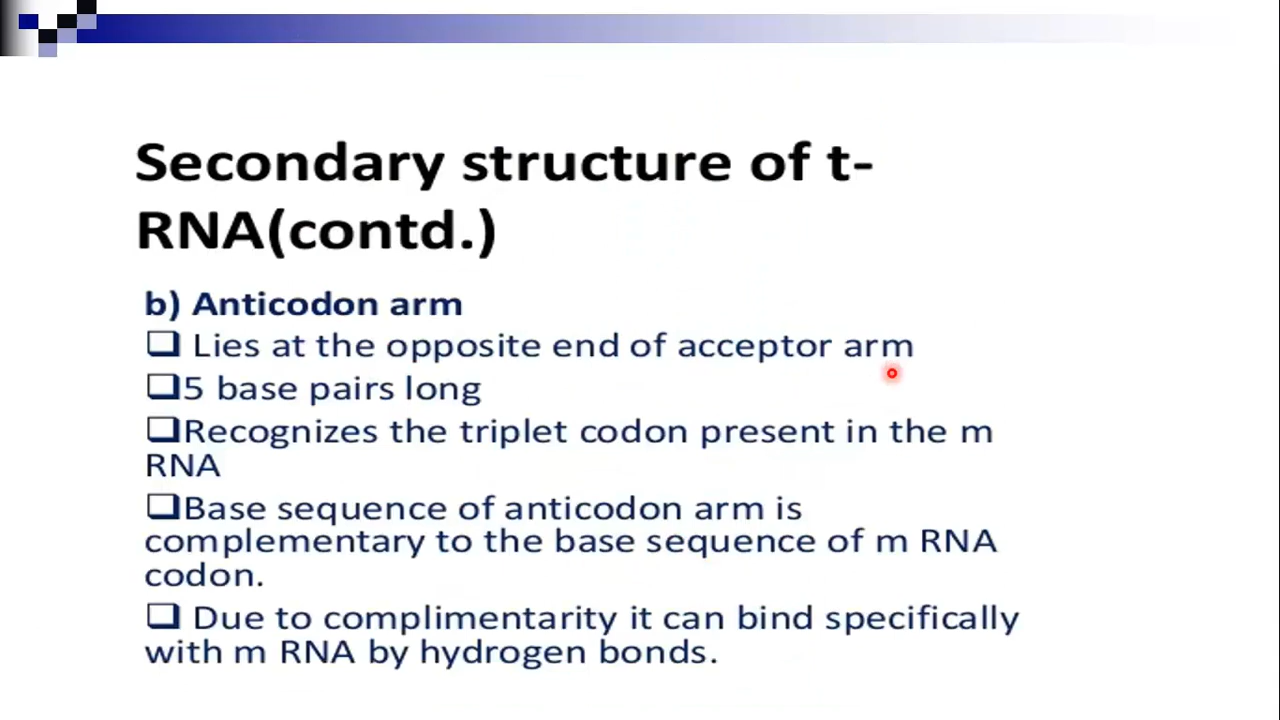 Secondary structure of t-
RNA(contd.)
b) Anticodon arm
❑ Lies at the opposite end of acceptor arm
❑5 base pairs long
❑Recognizes the triplet codon present in the m
RNA
❑Base sequence of anticodon arm is
complementary to the base sequence of m RNA
codon.
❑ Due to complimentarity it can bind specifically
with m RNA by hydrogen bonds.